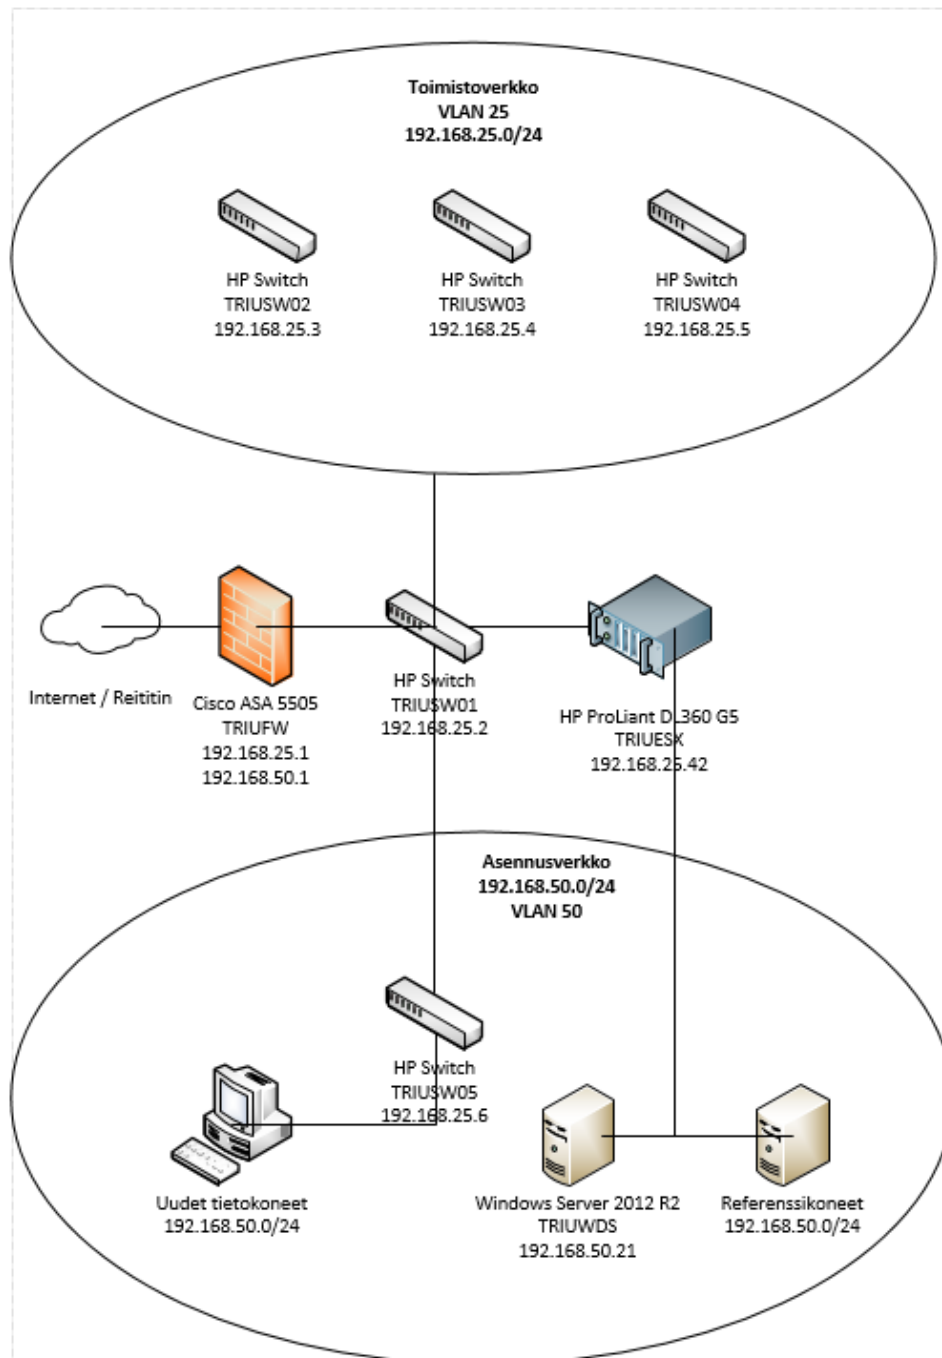 Toimistoverkko
VLAN 25
192.168.25.0/24
HP Switch
TRIUSW02
192.168.25.3
HP Switch
TRIUSW03
192.168.25.4
HP Switch
TRIUSW04
192.168.25.5
Internet / Reititin
Cisco ASA 5505
TRIUFW
192.168.25.1
192.168.50.1
HP Switch
TRIUSW01
192.168.25.2
HP ProLiant DL360 G5
TRIUESX
192.168.25.42
Asennusverkko
192.168.50.0/24
VLAN 50
HP Switch
TRIUSW05
192.168.25.6
Uudet tietokoneet
192.168.50.0/24
Windows Server 2012 R2
TRIUWDS
192.168.50.21
Referenssikoneet
192.168.50.0/24